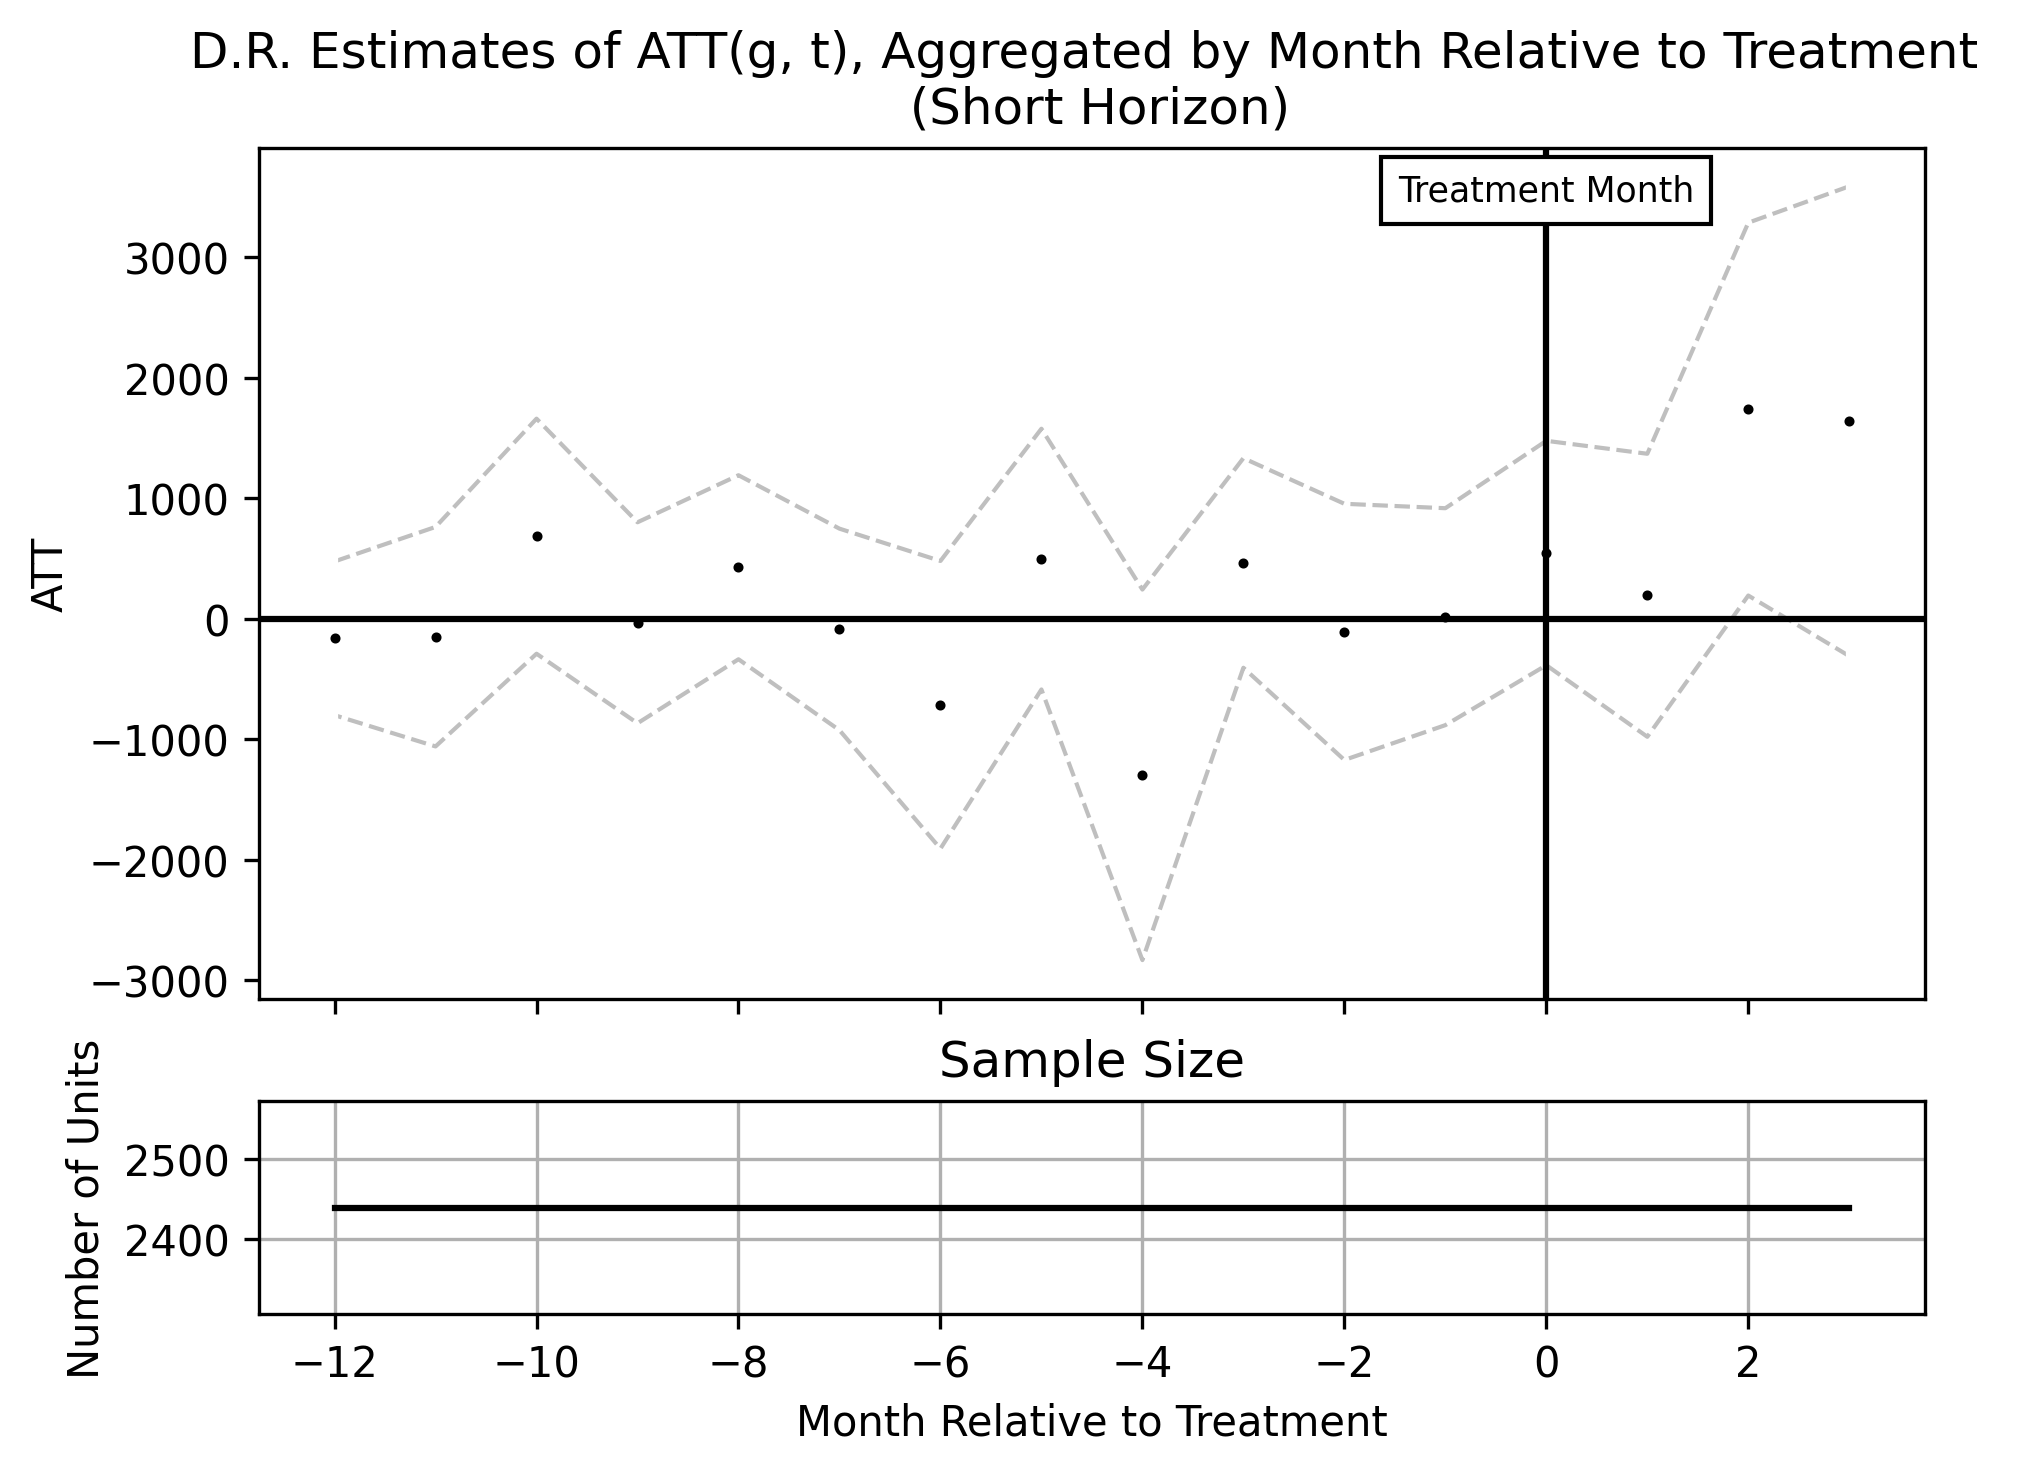 D.R. Estimates of ATT(g, t), Aggregated by Month Relative to Treatment
(Short Horizon)
Treatment Month
3000
2000
1000
0
−1000
−2000
−3000
ATT
Sample Size
2500
2400
Number of Units
−12 −10 −8 −6 −4 −2 0 2
Month Relative to Treatment